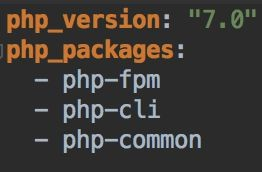 php_version: "7.0"
php_packages:
  - php-fpm
  - php-cli
  - php-common